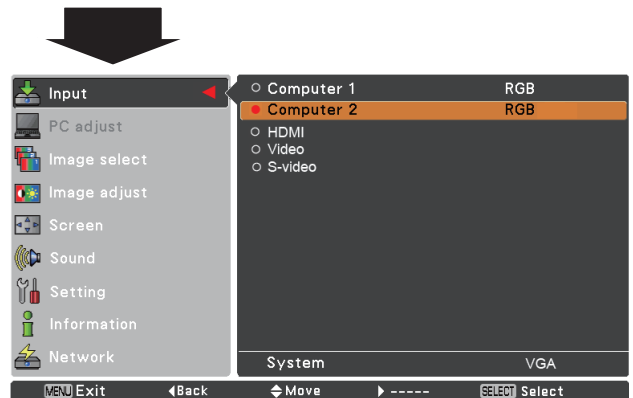 Input
PC adjust
Image select
Image adjust
Screen
Sound
Setting
Information
Network
Computer 1 RGB
Computer 2 RGB
HDMI
Video
S-video
System VGA
MENU Exit Back Move ----- SELECT Select